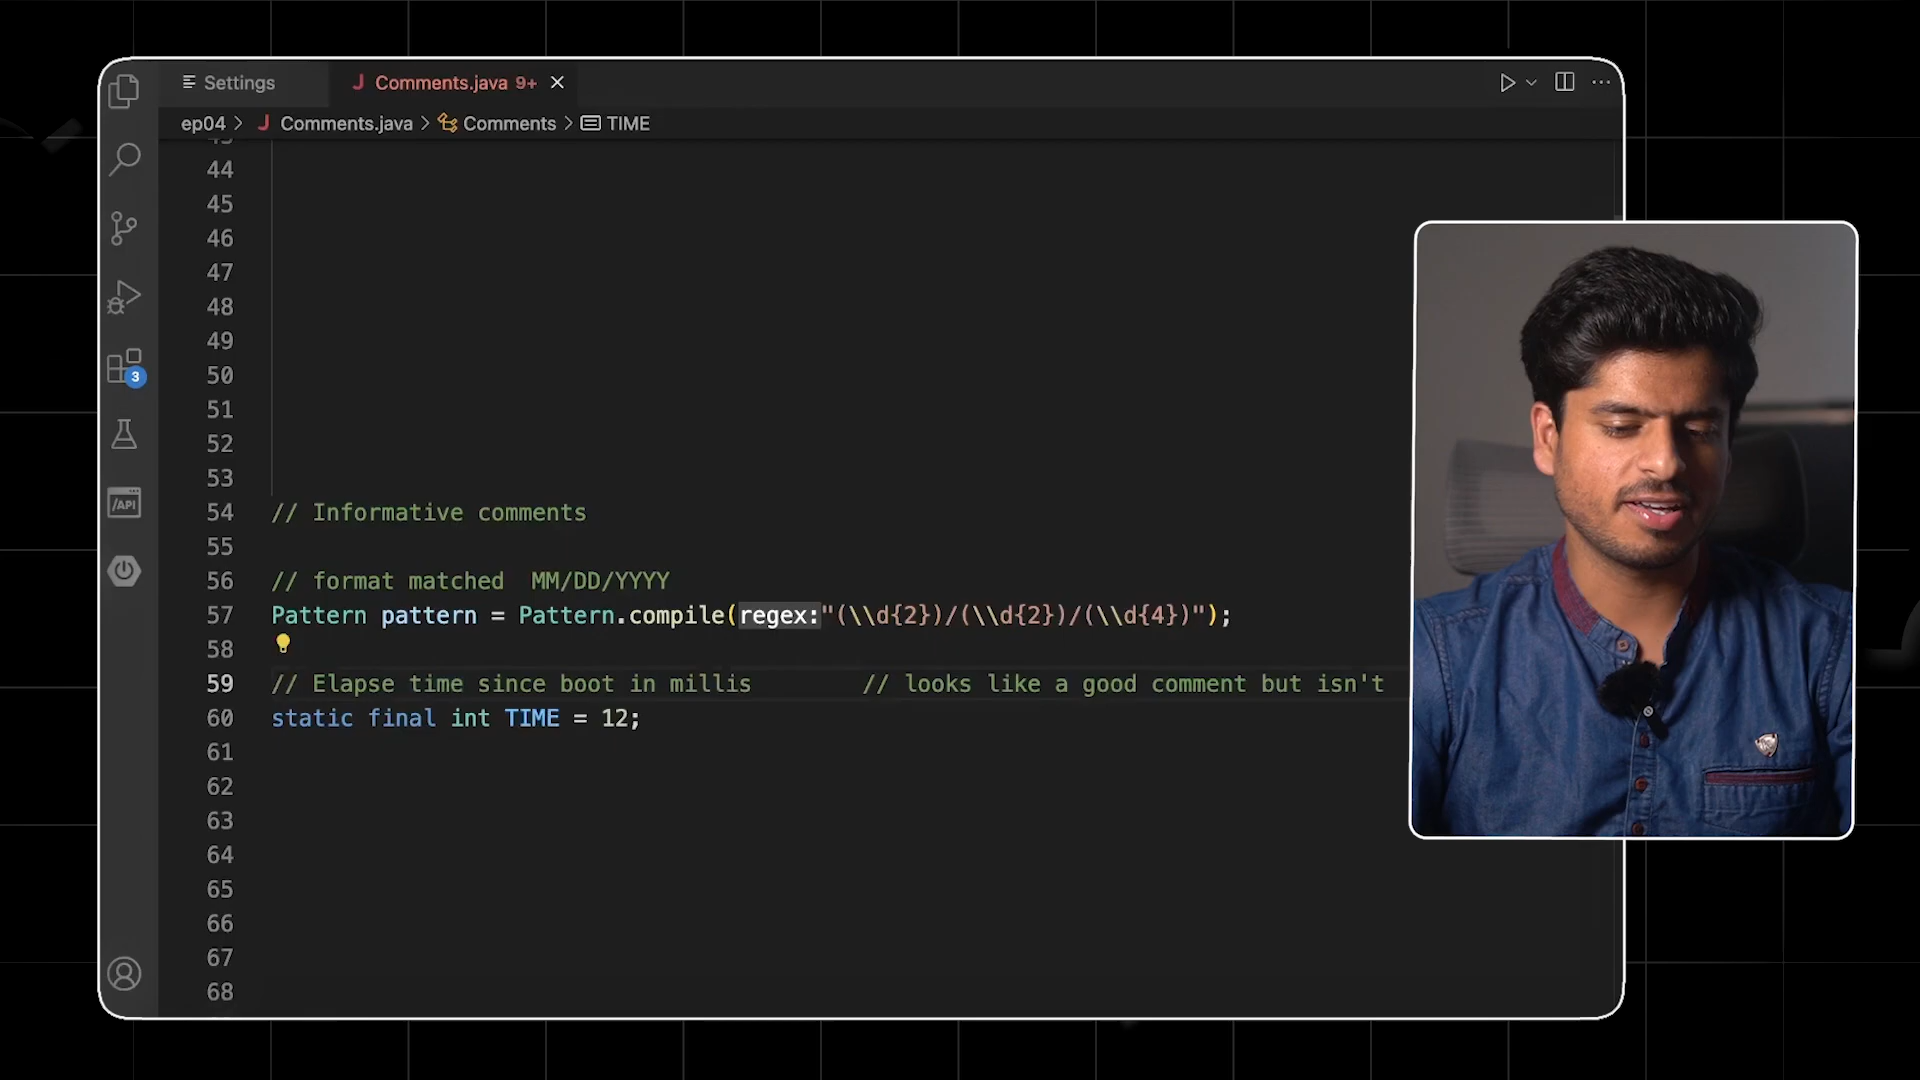 Settings
Comments.java 9+
ep04 > Comments.java > Comments > TIME
44
45
46
47
48
49
50
51
52
53
54 // Informative comments
55
56 // format matched  MM/DD/YYYY
57 Pattern pattern = Pattern.compile(regex:"(\\d{2})/(\\d{2})/(\\d{4})");
58
59 // Elapse time since boot in millis        // looks like a good comment but isn't
60 static final int TIME = 12;
61
62
63
64
65
66
67
68
3
/API